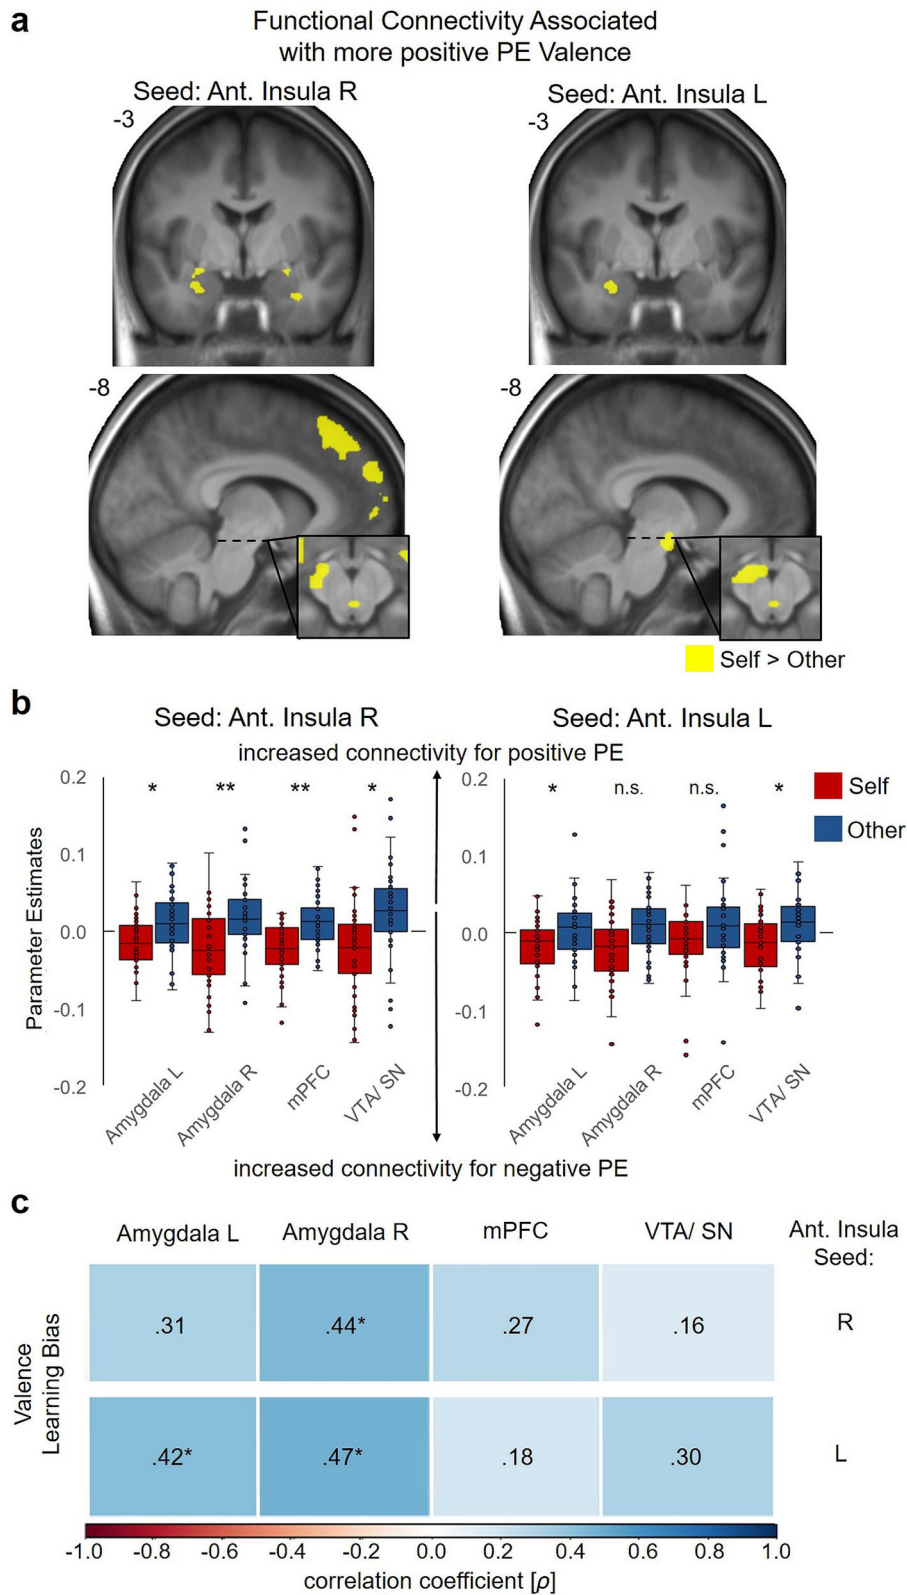 a
Functional Connectivity Associated
with more positive PE Valence
Seed: Ant. Insula R
Seed: Ant. Insula L
-3
-3
-8
-8
Self > Other
b
Seed: Ant. Insula R
Seed: Ant. Insula L
increased connectivity for positive PE
0.2
0.1
0.0
-0.1
-0.2
Parameter Estimates
* ** ** *
Amygdala L
Amygdala R
mPFC
VTA/ SN
0.2
0.1
0.0
-0.1
-0.2
* n.s. n.s. *
Amygdala L
Amygdala R
mPFC
VTA/ SN
Self
Other
increased connectivity for negative PE
c
Amygdala L Amygdala R mPFC VTA/ SN
Ant. Insula
Seed:
Valence
Learning Bias
.31 .44* .27 .16 R
.42* .47* .18 .30 L
-1.0 -0.8 -0.6 -0.4 -0.2 0.0 0.2 0.4 0.6 0.8 1.0
correlation coefficient [ρ]